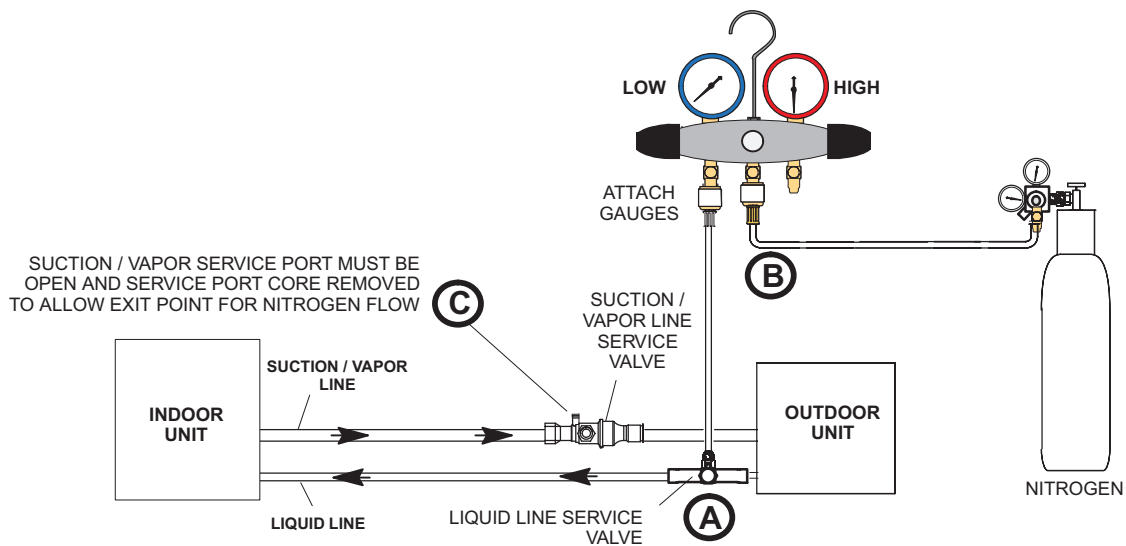 LOW
HIGH
ATTACH
GAUGES
B
SUCTION / VAPOR SERVICE PORT MUST BE
OPEN AND SERVICE PORT CORE REMOVED
TO ALLOW EXIT POINT FOR NITROGEN FLOW
C
SUCTION /
VAPOR LINE
SERVICE
VALVE
SUCTION / VAPOR
LINE
INDOOR
UNIT
OUTDOOR
UNIT
NITROGEN
LIQUID LINE
LIQUID LINE SERVICE
VALVE
A